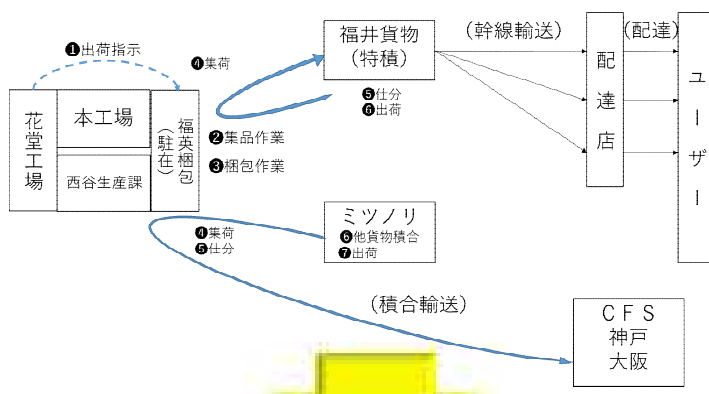 ❶出荷指示
❹集荷
福井貨物
(特積)
(幹線輸送)
(配達)
❺仕分
❻出荷
配達店
ユーザー
花堂工場
本工場
西谷生産課
福英梱包
(駐在)
❷集品作業
❸梱包作業
❹集荷
❺仕分
ミツノリ
❻他貨物積合
❼出荷
(積合輸送)
ＣＦＳ
神戸
大阪